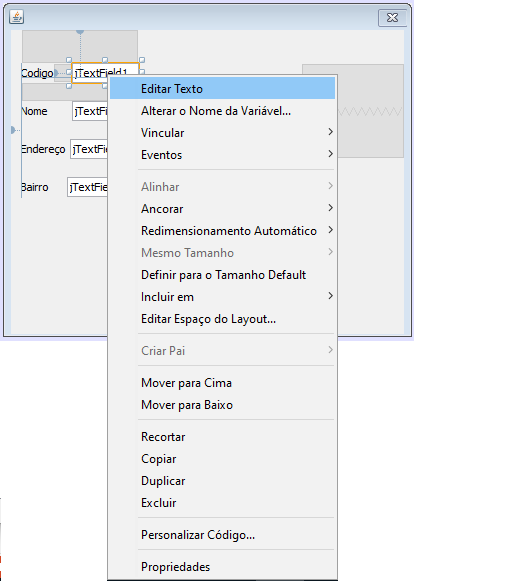 Codigo jTextField1
Nome jTextFi
Endereço jTextFi
Bairro jTextFi
Editar Texto
Alterar o Nome da Variável...
Vincular
Eventos
Alinhar
Ancorar
Redimensionamento Automático
Mesmo Tamanho
Definir para o Tamanho Default
Incluir em
Editar Espaço do Layout...
Criar Pai
Mover para Cima
Mover para Baixo
Recortar
Copiar
Duplicar
Excluir
Personalizar Código...
Propriedades